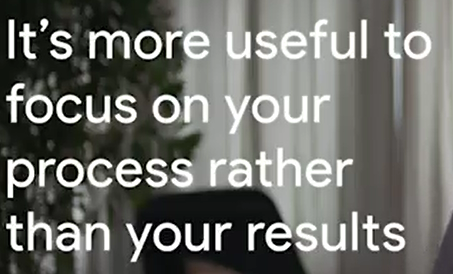 It's more useful to
focus on your
process rather
than your results